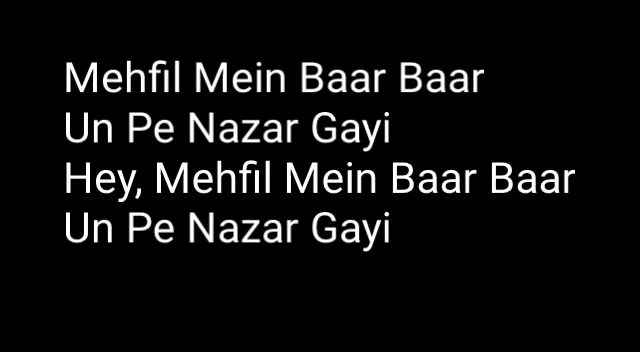 Mehfil Mein Baar Baar
Un Pe Nazar Gayi
Hey, Mehfil Mein Baar Baar
Un Pe Nazar Gayi